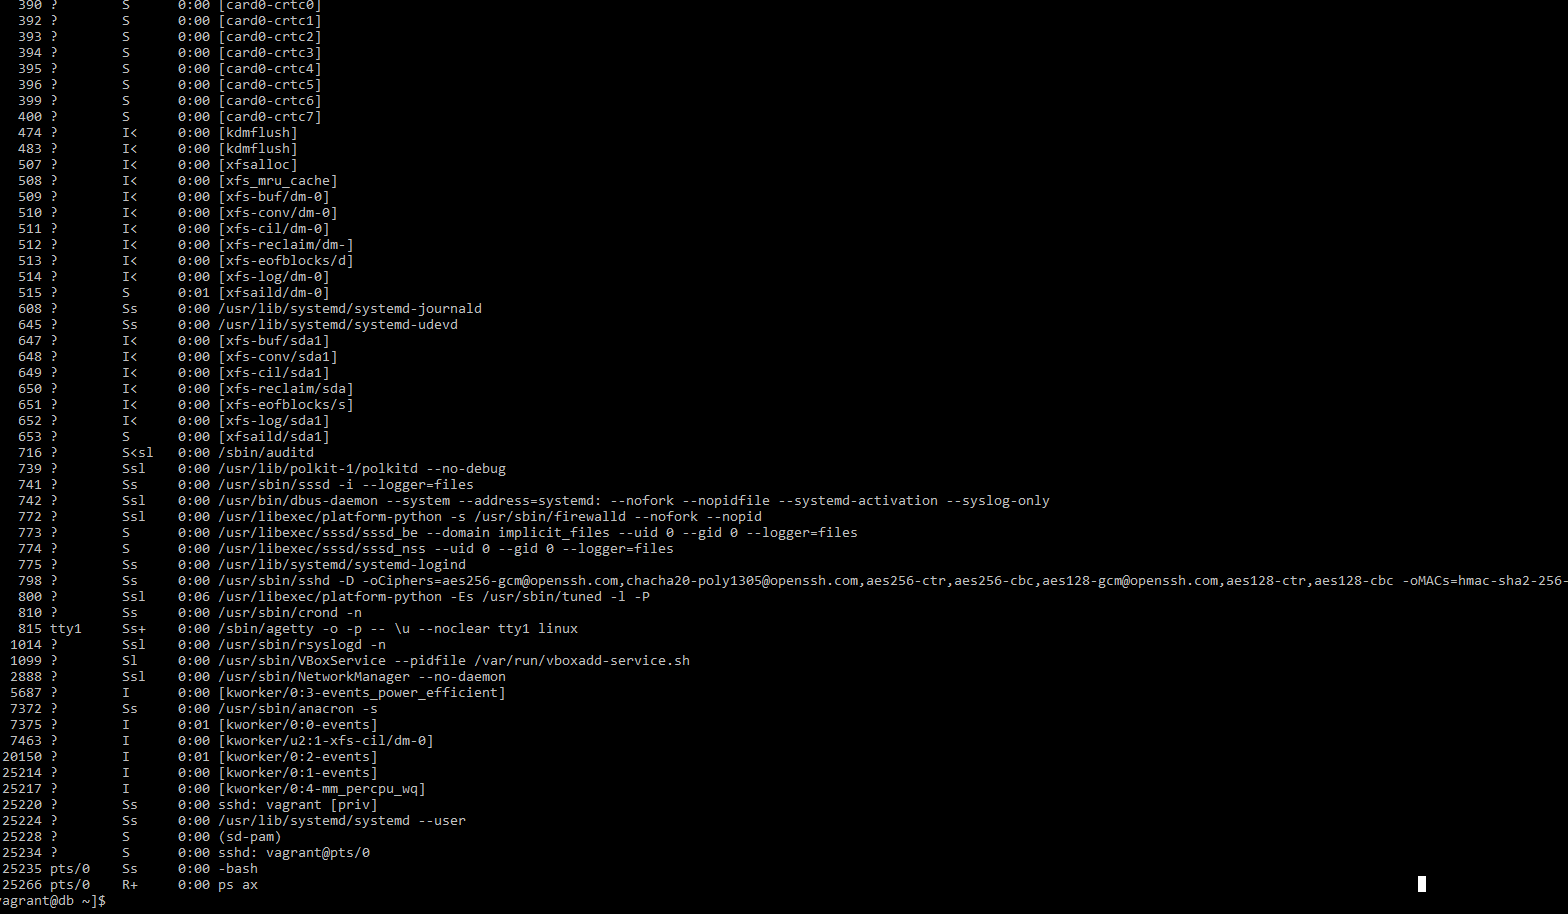 390 ? S 0:00 [card0-crtc0]
392 ? S 0:00 [card0-crtc1]
393 ? S 0:00 [card0-crtc2]
394 ? S 0:00 [card0-crtc3]
395 ? S 0:00 [card0-crtc4]
396 ? S 0:00 [card0-crtc5]
399 ? S 0:00 [card0-crtc6]
400 ? S 0:00 [card0-crtc7]
474 ? I< 0:00 [kdmflush]
483 ? I< 0:00 [kdmflush]
507 ? I< 0:00 [xfsalloc]
508 ? I< 0:00 [xfs_mru_cache]
509 ? I< 0:00 [xfs-buf/dm-0]
510 ? I< 0:00 [xfs-conv/dm-0]
511 ? I< 0:00 [xfs-cil/dm-0]
512 ? I< 0:00 [xfs-reclaim/dm-]
513 ? I< 0:00 [xfs-eofblocks/d]
514 ? I< 0:00 [xfs-log/dm-0]
515 ? S 0:01 [xfsaild/dm-0]
608 ? Ss 0:00 /usr/lib/systemd/systemd-journald
645 ? Ss 0:00 /usr/lib/systemd/systemd-udevd
647 ? I< 0:00 [xfs-buf/sda1]
648 ? I< 0:00 [xfs-conv/sda1]
649 ? I< 0:00 [xfs-cil/sda1]
650 ? I< 0:00 [xfs-reclaim/sda]
651 ? I< 0:00 [xfs-eofblocks/s]
652 ? I< 0:00 [xfs-log/sda1]
653 ? S 0:00 [xfsaild/sda1]
716 ? S<sl 0:00 /sbin/auditd
739 ? Ssl 0:00 /usr/lib/polkit-1/polkitd --no-debug
741 ? Ss 0:00 /usr/sbin/sssd -i --logger=files
742 ? Ssl 0:00 /usr/bin/dbus-daemon --system --address=systemd: --nofork --nopidfile --systemd-activation --syslog-only
772 ? Ssl 0:00 /usr/libexec/platform-python -s /usr/sbin/firewalld --nofork --nopid
773 ? S 0:00 /usr/libexec/sssd/sssd_be --domain implicit_files --uid 0 --gid 0 --logger=files
774 ? S 0:00 /usr/libexec/sssd/sssd_nss --uid 0 --gid 0 --logger=files
775 ? Ss 0:00 /usr/lib/systemd/systemd-logind
798 ? Ss 0:00 /usr/sbin/sshd -D -oCiphers=aes256-gcm@openssh.com,chacha20-poly1305@openssh.com,aes256-ctr,aes256-cbc,aes128-gcm@openssh.com,aes128-ctr,aes128-cbc -oMACs=hmac-sha2-256-
800 ? Ssl 0:06 /usr/libexec/platform-python -Es /usr/sbin/tuned -l -P
810 ? Ss 0:00 /usr/sbin/crond -n
815 tty1 Ss+ 0:00 /sbin/agetty -o -p -- \u --noclear tty1 linux
1014 ? Ssl 0:00 /usr/sbin/rsyslogd -n
1099 ? Sl 0:00 /usr/sbin/VBoxService --pidfile /var/run/vboxadd-service.sh
2888 ? Ssl 0:00 /usr/sbin/NetworkManager --no-daemon
5687 ? I 0:00 [kworker/0:3-events_power_efficient]
7372 ? Ss 0:00 /usr/sbin/anacron -s
7375 ? I 0:01 [kworker/0:0-events]
7463 ? I 0:00 [kworker/u2:1-xfs-cil/dm-0]
20150 ? I 0:01 [kworker/0:2-events]
25214 ? I 0:00 [kworker/0:1-events]
25217 ? I 0:00 [kworker/0:4-mm_percpu_wq]
25220 ? Ss 0:00 sshd: vagrant [priv]
25224 ? Ss 0:00 /usr/lib/systemd/systemd --user
25228 ? S 0:00 (sd-pam)
25234 ? S 0:00 sshd: vagrant@pts/0
25235 pts/0 Ss 0:00 -bash
25266 pts/0 R+ 0:00 ps ax
vagrant@db ~]$